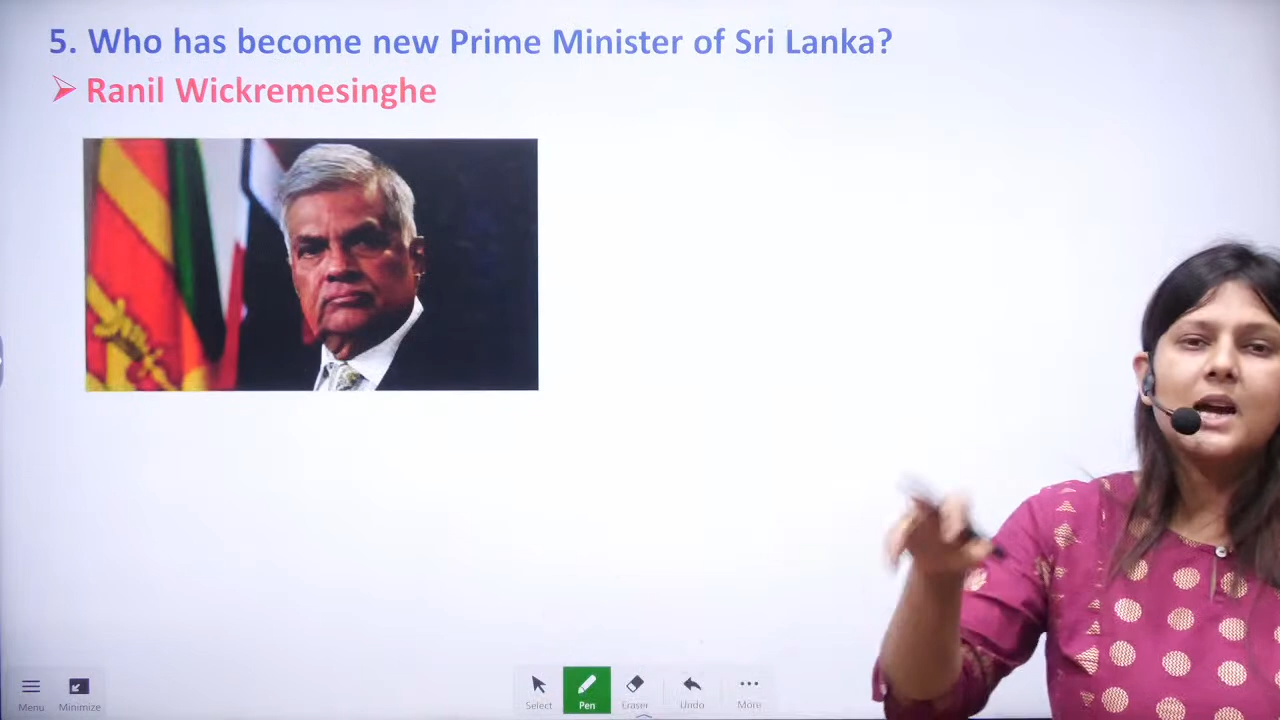 5. Who has become new Prime Minister of Sri Lanka?
➢ Ranil Wickremesinghe
Menu
Minimize
Select
Pen
Eraser
Undo
More